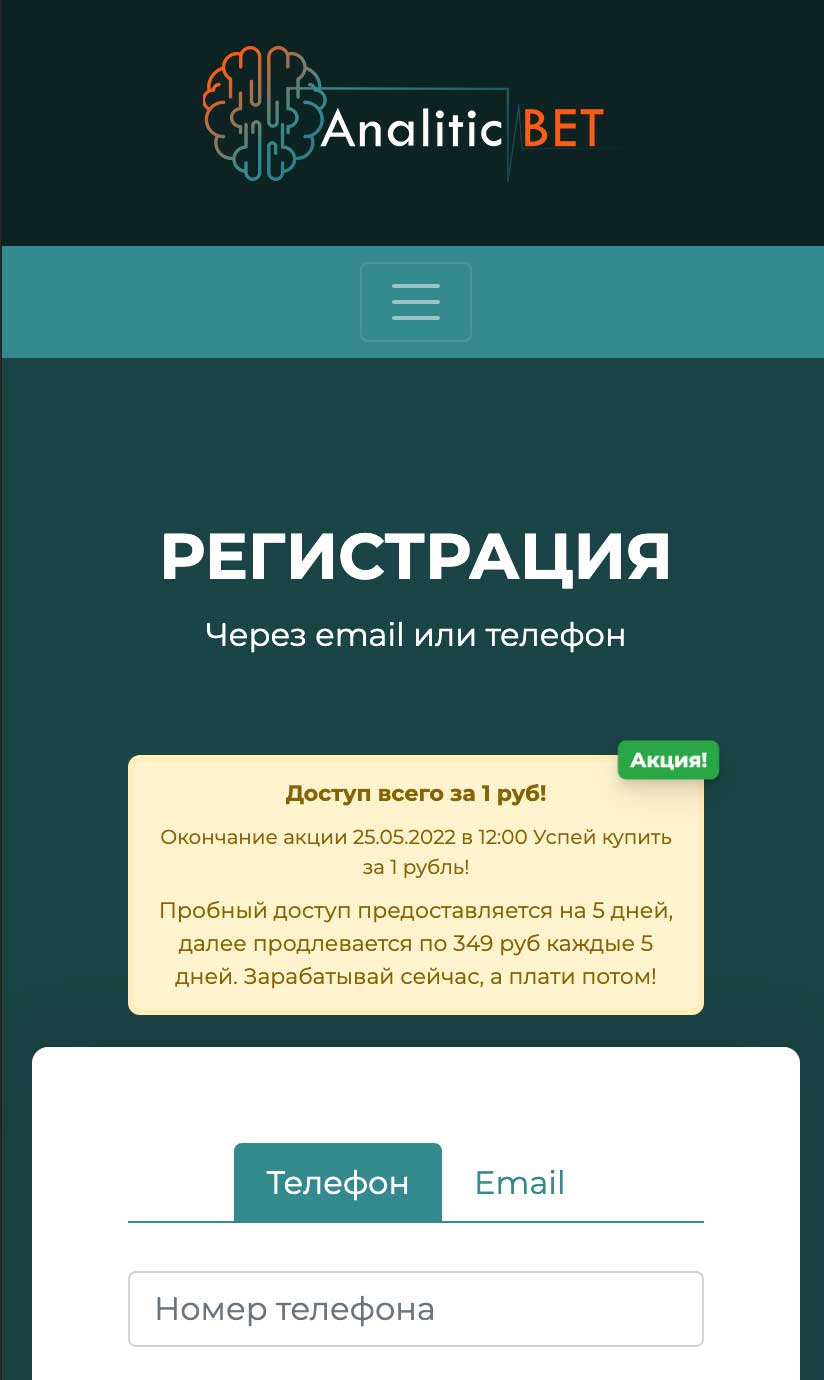 Analitic BET
РЕГИСТРАЦИЯ
Через email или телефон
Акция!
Доступ всего за 1 руб!
Окончание акции 25.05.2022 в 12:00 Успей купить
за 1 рубль!
Пробный доступ предоставляется на 5 дней,
далее продлевается по 349 руб каждые 5
дней. Зарабатывай сейчас, а плати потом!
Телефон Email
Номер телефона